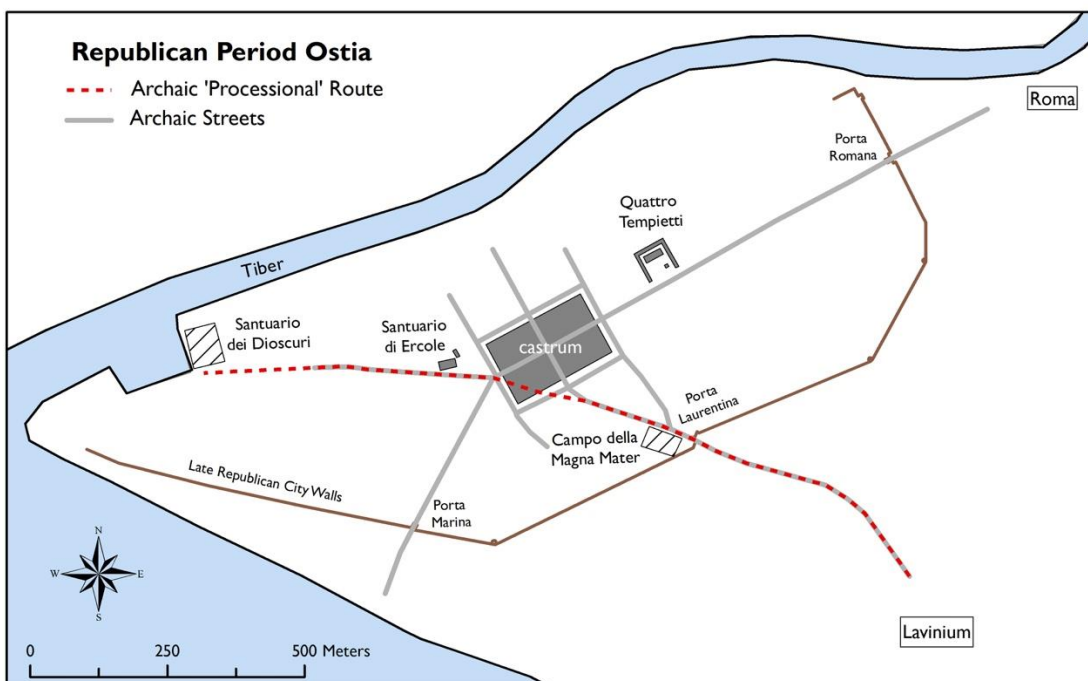 Republican Period Ostia
Archaic 'Processional' Route
Archaic Streets
Roma
Porta
Romana
Quattro
Tempietti
Tiber
Santuario
dei Dioscuri
Santuario
di Ercole
castrum
Porta
Laurentina
Campo della
Magna Mater
Late Republican City Walls
Porta
Marina
N
W
E
S
Lavinium
0
250
500 Meters